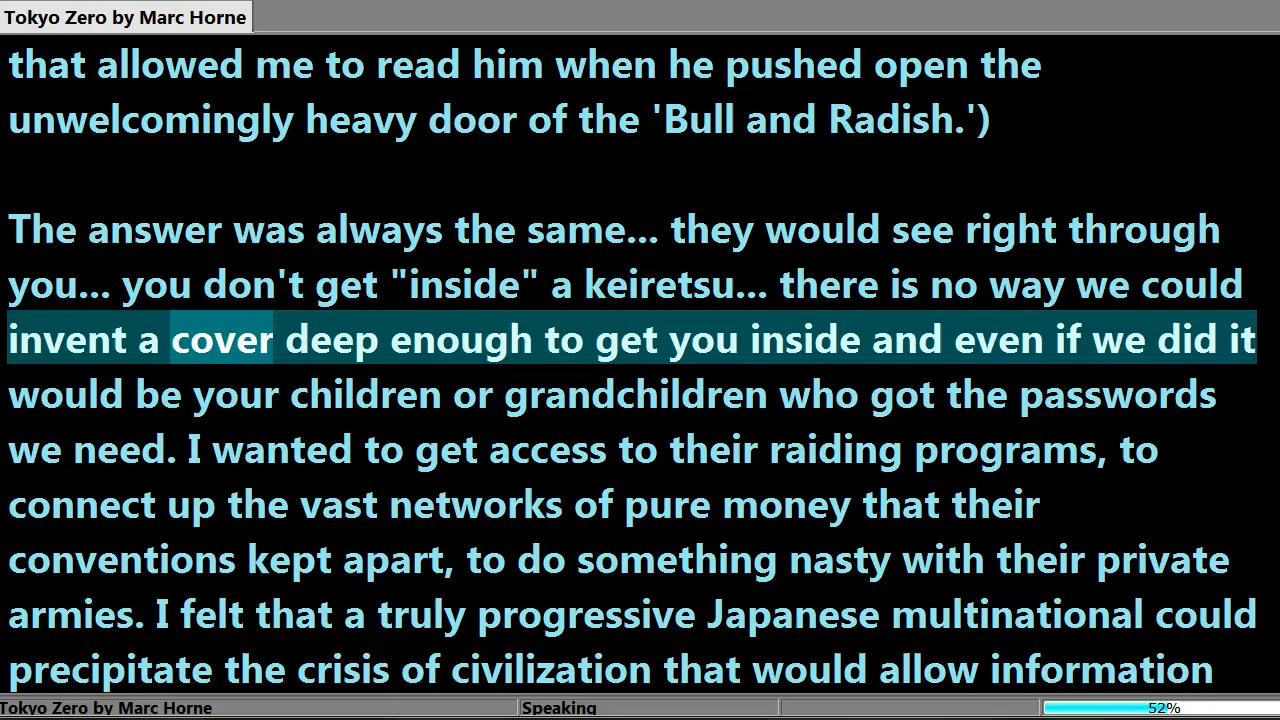 Tokyo Zero by Marc Horne
that allowed me to read him when he pushed open the
unwelcomingly heavy door of the 'Bull and Radish.')
The answer was always the same... they would see right through
you... you don't get "inside" a keiretsu... there is no way we could
invent a cover deep enough to get you inside and even if we did it
would be your children or grandchildren who got the passwords
we need. I wanted to get access to their raiding programs, to
connect up the vast networks of pure money that their
conventions kept apart, to do something nasty with their private
armies. I felt that a truly progressive Japanese multinational could
precipitate the crisis of civilization that would allow information
Tokyo Zero by Marc Horne Speaking 52%